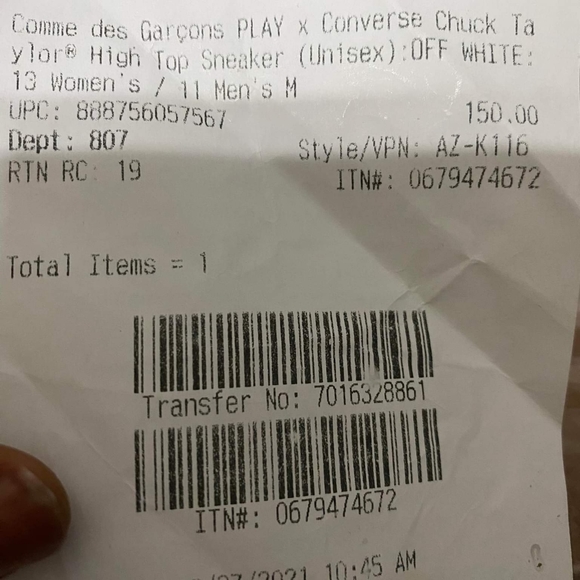 Comme des Garçons PLAY x Converse Chuck Ta
ylor® High Top Sneaker (Unisex):OFF WHITE:
13 Women's / 11 Men's M
UPC: 888756057567 150.00
Dept: 807 Style/VPN: AZ-K116
RTN RC: 19 ITN#: 0679474672
Total Items = 1
Transfer No: 7016328861
ITN#: 0679474672
10:45 AM